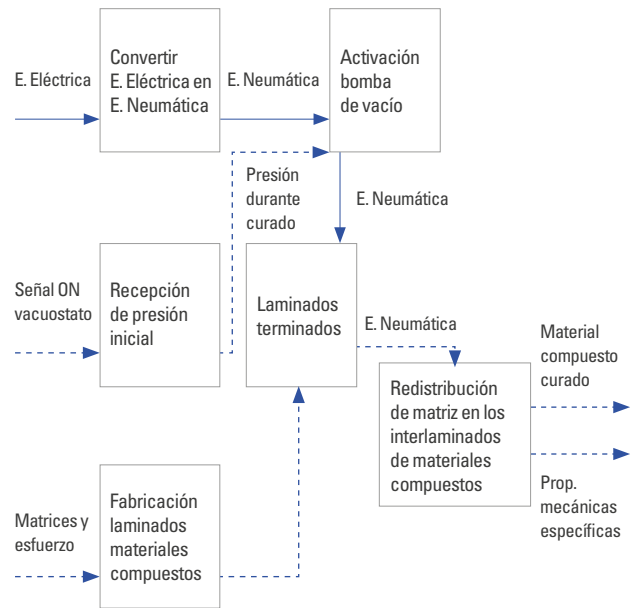 E. Eléctrica
Convertir
E. Eléctrica en
E. Neumática
E. Neumática
Activación
bomba
de vacío
Presión
durante
curado
E. Neumática
Señal ON
vacuostato
Recepción
de presión
inicial
Laminados
terminados
E. Neumática
Material
compuesto
curado
Redistribución
de matriz en los
interlaminados
de materiales
compuestos
Prop.
mecánicas
específicas
Matrices y
esfuerzo
Fabricación
laminados
materiales
compuestos